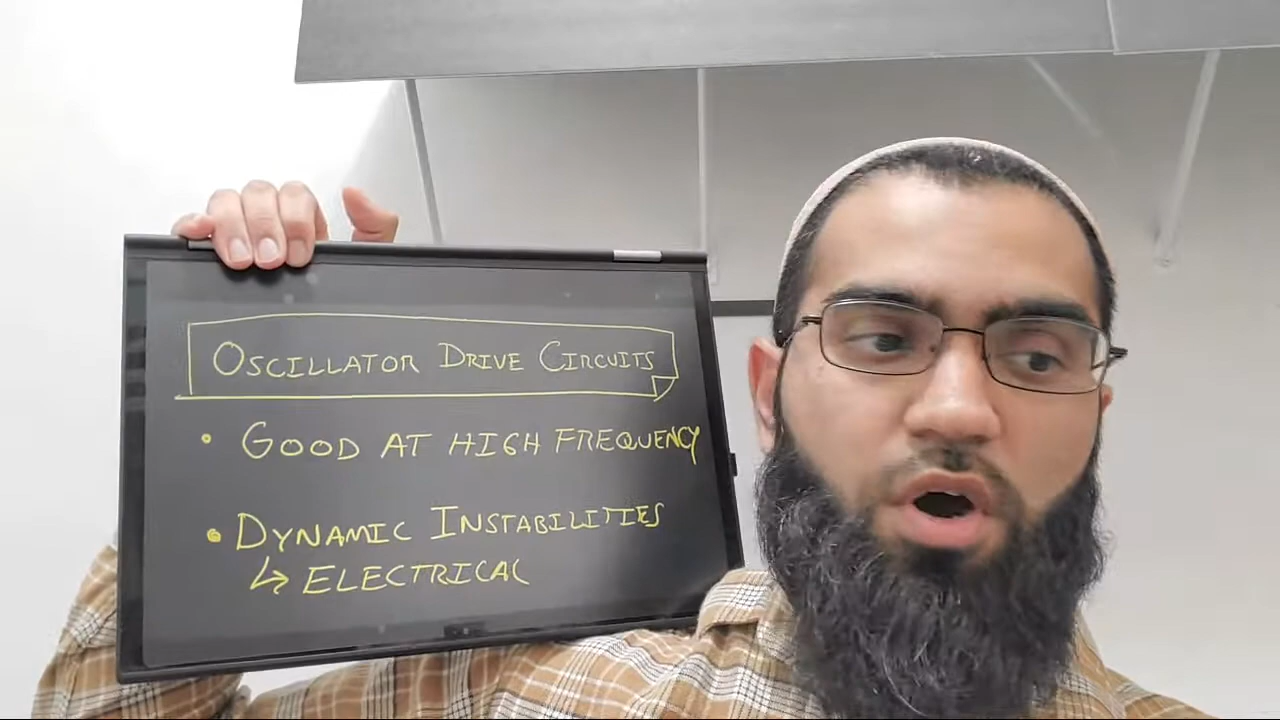 OSCILLATOR DRIVE CIRCUITS
• GOOD AT HIGH FREQUENCY
• DYNAMIC INSTABILITIES
↳ ELECTRICAL